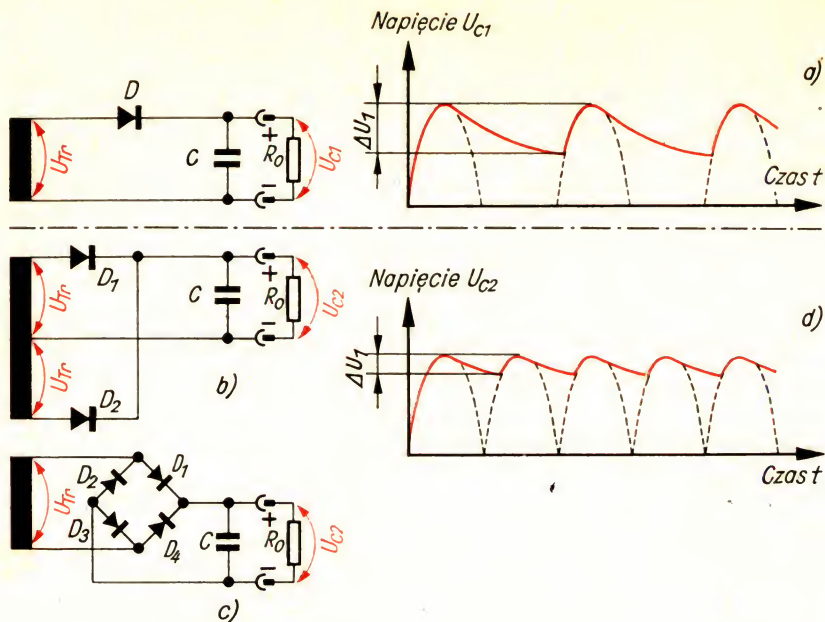 Napięcie U_C1
a)
D
U_Tr
C
+
R_0
−
U_C1
ΔU_1
Czas t
U_Tr
D_1
U_Tr
D_2
C
+
R_0
−
U_C2
b)
Napięcie U_C2
d)
ΔU_1
Czas t
U_Tr
D_2
D_1
D_3
D_4
C
+
R_0
−
U_C2
c)